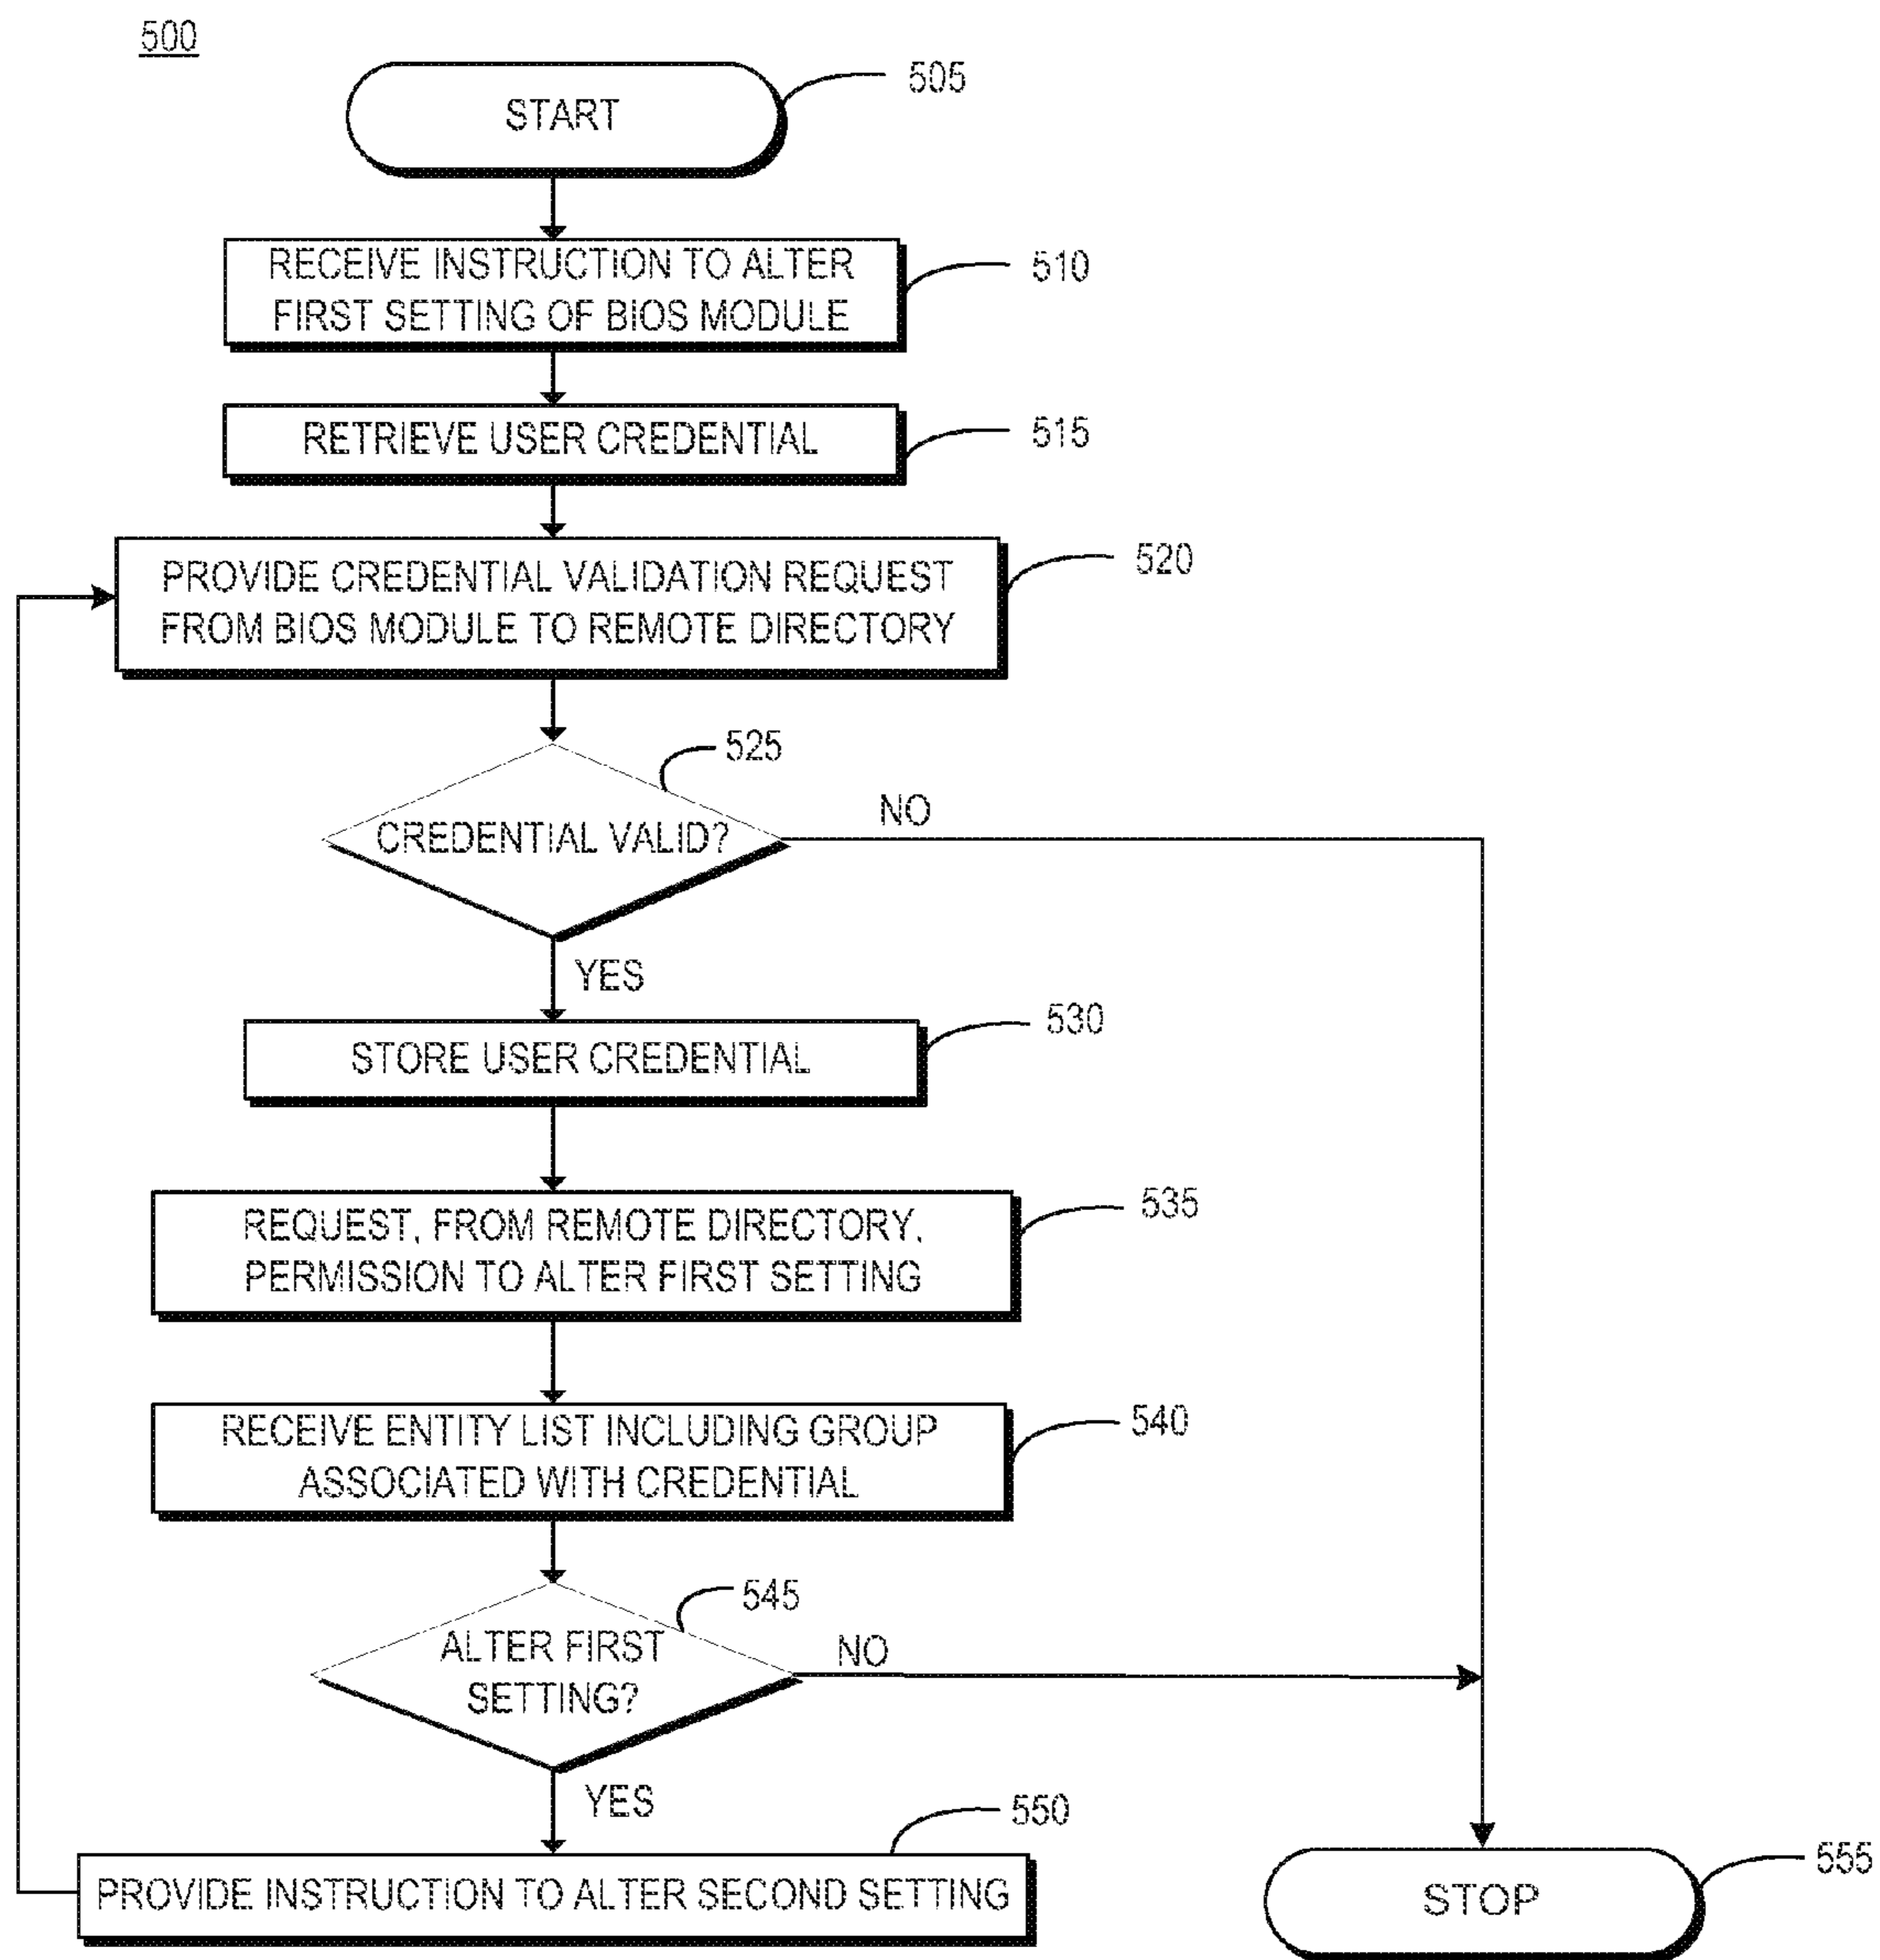 500
START
505
RECEIVE INSTRUCTION TO ALTER
FIRST SETTING OF BIOS MODULE
510
RETRIEVE USER CREDENTIAL
515
PROVIDE CREDENTIAL VALIDATION REQUEST
FROM BIOS MODULE TO REMOTE DIRECTORY
520
525
CREDENTIAL VALID?
NO
YES
530
STORE USER CREDENTIAL
REQUEST, FROM REMOTE DIRECTORY,
PERMISSION TO ALTER FIRST SETTING
535
RECEIVE ENTITY LIST INCLUDING GROUP
ASSOCIATED WITH CREDENTIAL
540
545
ALTER FIRST
SETTING?
NO
YES
550
PROVIDE INSTRUCTION TO ALTER SECOND SETTING
STOP
555